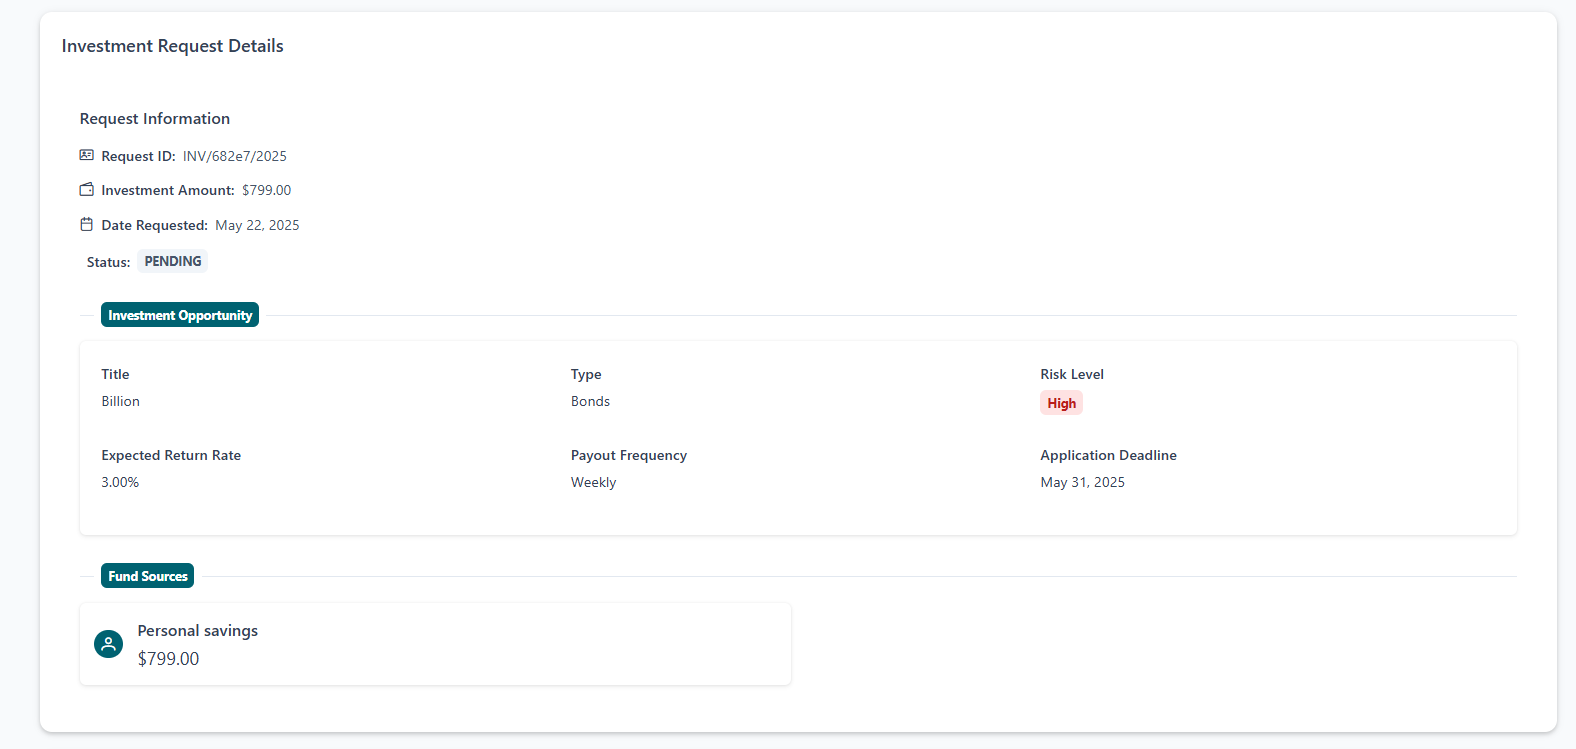 Investment Request Details
Request Information
Request ID: INV/682e7/2025
Investment Amount: $799.00
Date Requested: May 22, 2025
Status: PENDING
Investment Opportunity
Title
Billion
Type
Bonds
Risk Level
High
Expected Return Rate
3.00%
Payout Frequency
Weekly
Application Deadline
May 31, 2025
Fund Sources
Personal savings
$799.00